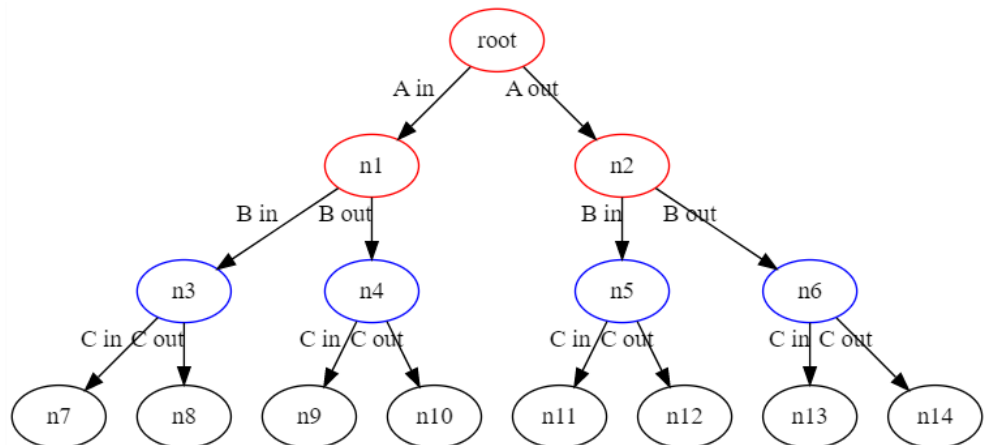 root
A in A out
n1 n2
B in B out B in B out
n3 n4 n5 n6
C in C out C in C out C in C out C in C out
n7 n8 n9 n10 n11 n12 n13 n14